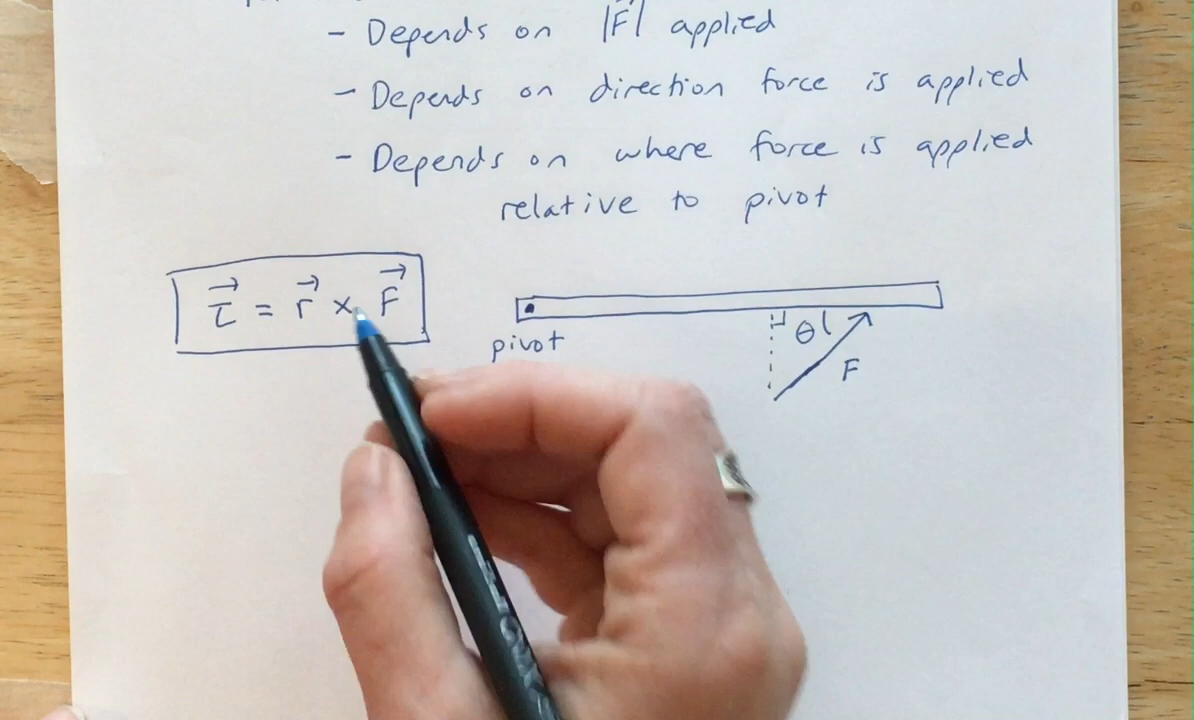 - Depends on |F⃗| applied
- Depends on direction force is applied
- Depends on where force is applied
relative to pivot
τ⃗ = r⃗ × F⃗
pivot
θ
F